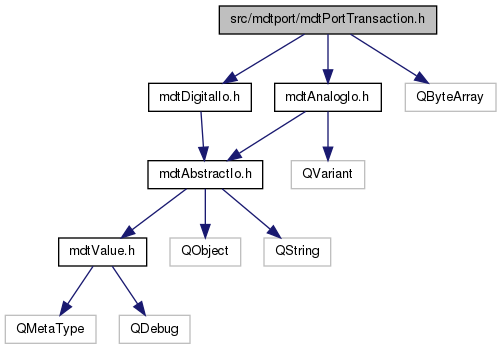 src/mdtport/mdtPortTransaction.h
mdtDigitalIo.h
mdtAnalogIo.h
QByteArray
mdtAbstractIo.h
QVariant
mdtValue.h
QObject
QString
QMetaType
QDebug